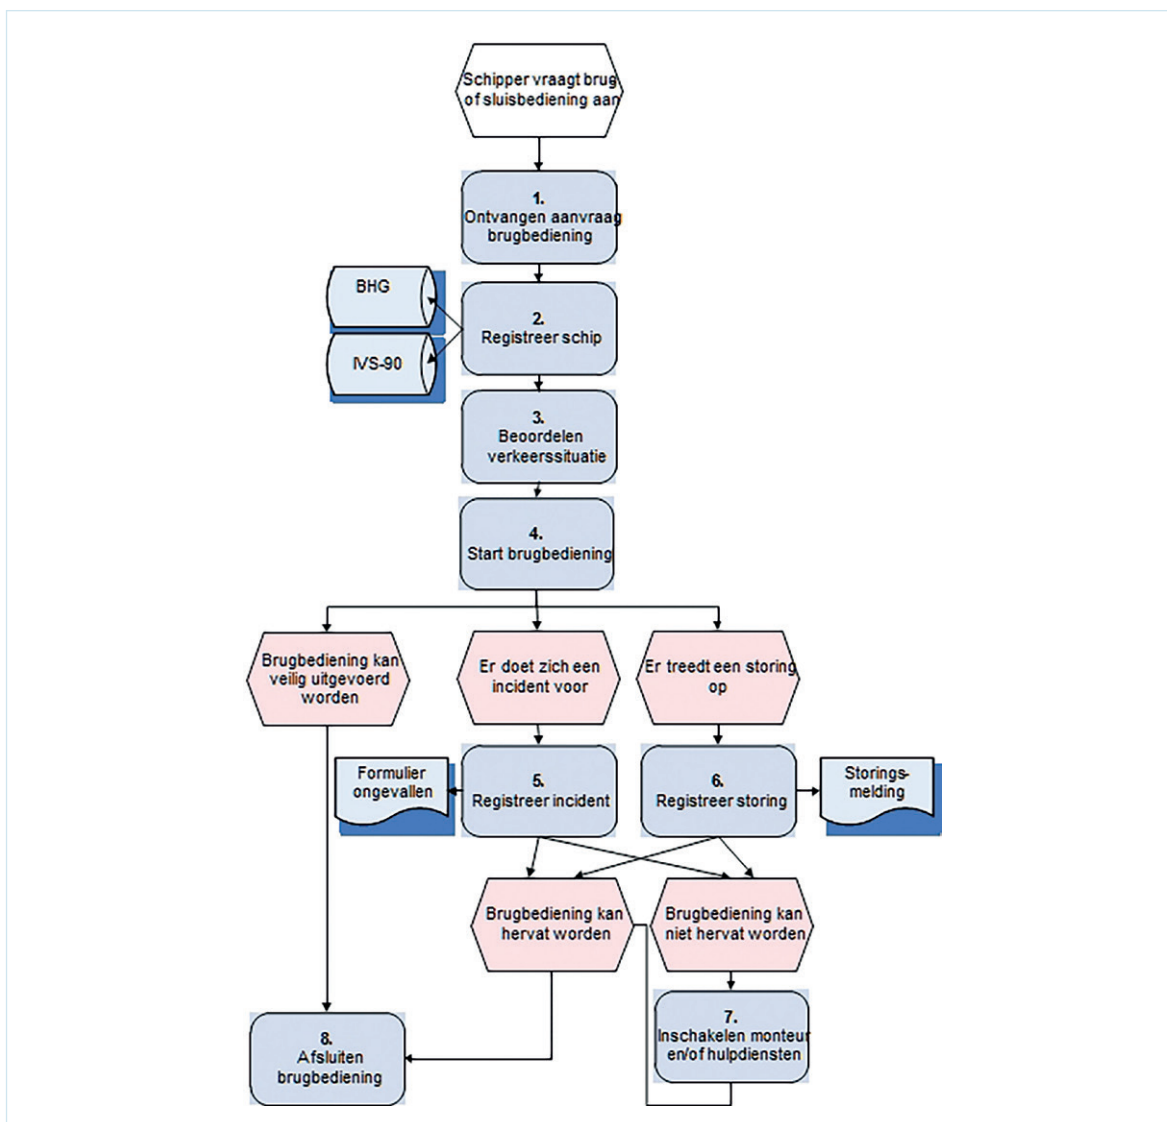 Schipper vraagt brug
of sluisbediening aan
1.
Ontvangen aanvraag
brugbediening
BHG
IVS-90
2.
Registreer schip
3.
Beoordelen
verkeerssituatie
4.
Start brugbediening
Brugbediening kan
veilig uitgevoerd
worden
Er doet zich een
incident voor
Er treedt een storing
op
Formulier
ongevallen
5.
Registreer incident
6.
Registreer storing
Storings-
melding
Brugbediening kan
hervat worden
Brugbediening kan
niet hervat worden
7.
Inschakelen monteur
en/of hulpdiensten
8.
Afsluiten
brugbediening